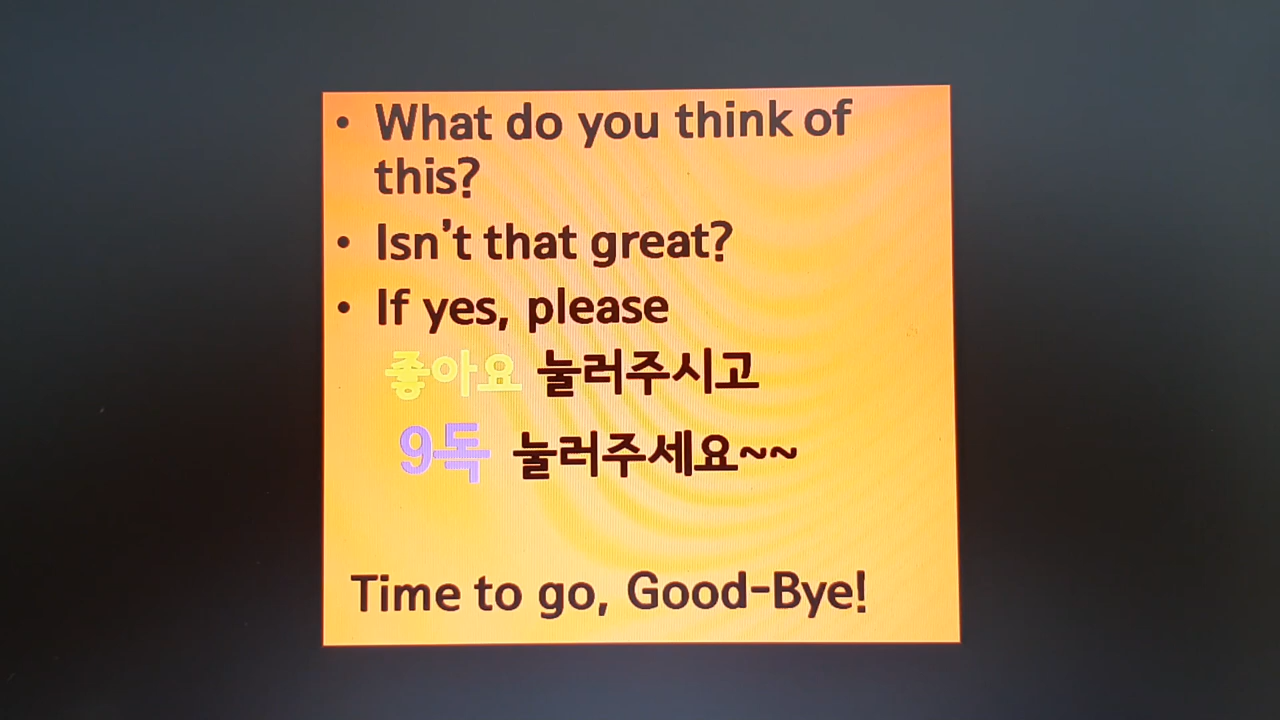 • What do you think of
this?
• Isn't that great?
• If yes, please
좋아요 눌러주시고
9독 눌러주세요~~
Time to go, Good-Bye!